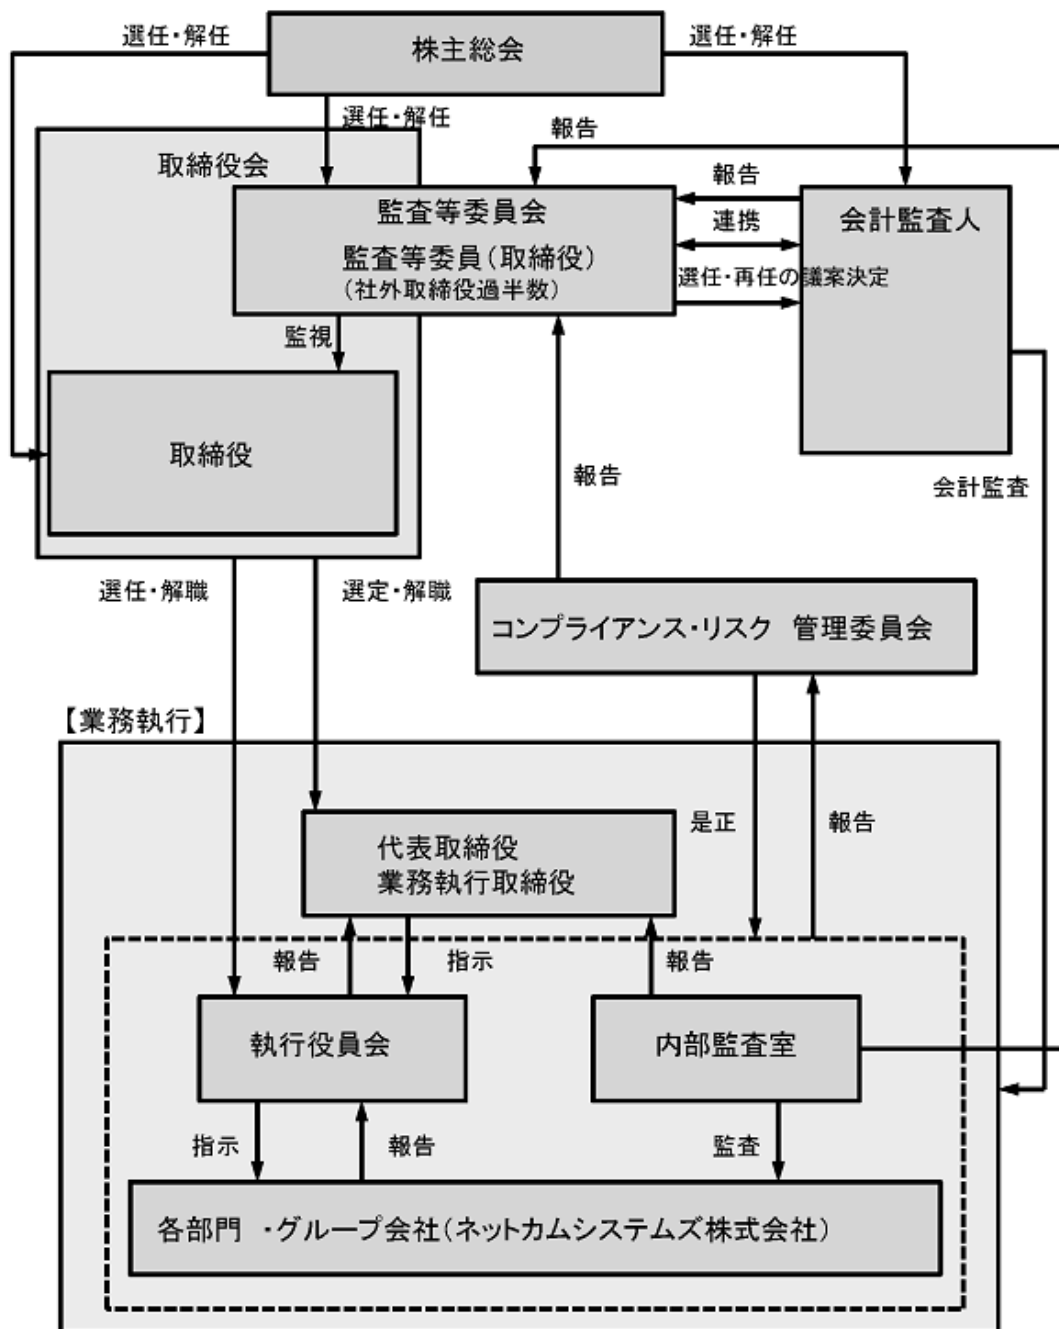 選任・解任
株主総会
選任・解任
選任・解任
報告
取締役会
監査等委員会
監査等委員（取締役）
（社外取締役過半数）
報告
連携
選任・再任の議案決定
会計監査人
監視
取締役
報告
会計監査
選任・解職
選定・解職
コンプライアンス・リスク　管理委員会
【業務執行】
代表取締役
業務執行取締役
是正
報告
報告
指示
報告
執行役員会
内部監査室
指示
報告
監査
各部門　・グループ会社（ネットカムシステムズ株式会社）